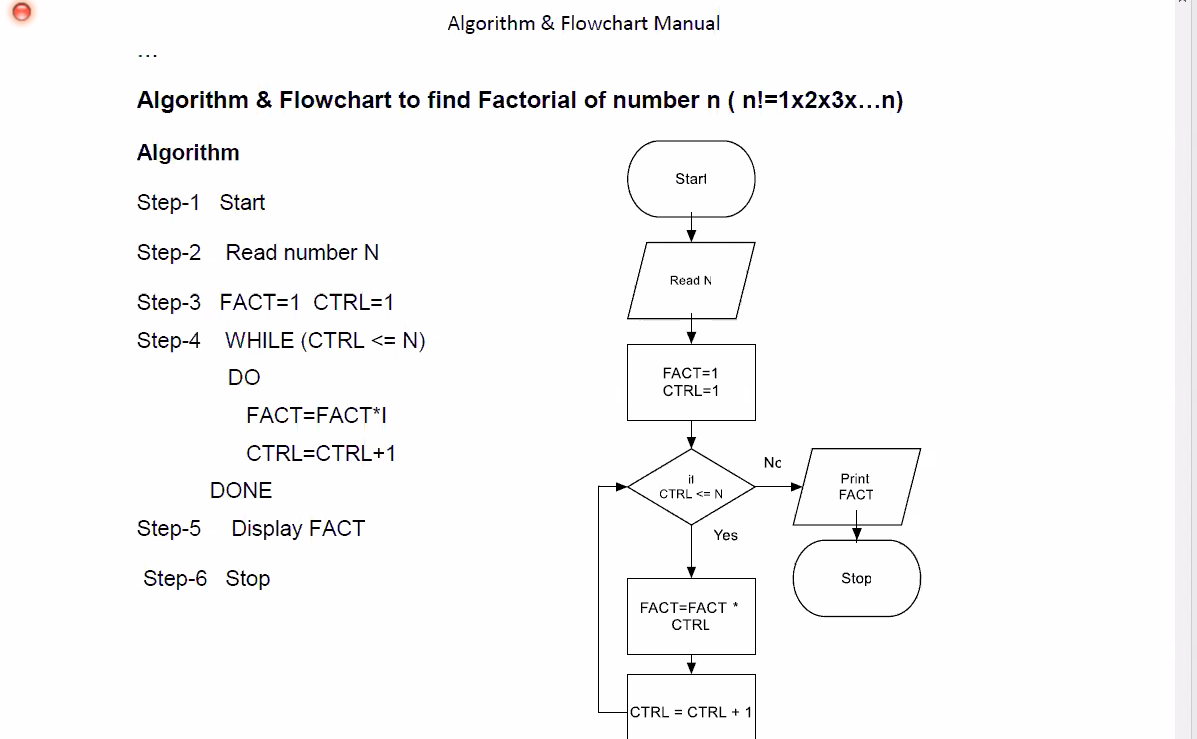 Algorithm & Flowchart Manual
...
Algorithm & Flowchart to find Factorial of number n ( n!=1x2x3x…n)
Algorithm
Step-1 Start
Step-2 Read number N
Step-3 FACT=1 CTRL=1
Step-4 WHILE (CTRL <= N)
DO
FACT=FACT*I
CTRL=CTRL+1
DONE
Step-5 Display FACT
Step-6 Stop
Start
Read N
FACT=1
CTRL=1
if
CTRL <= N
No
Print
FACT
Yes
Stop
FACT=FACT *
CTRL
CTRL = CTRL + 1